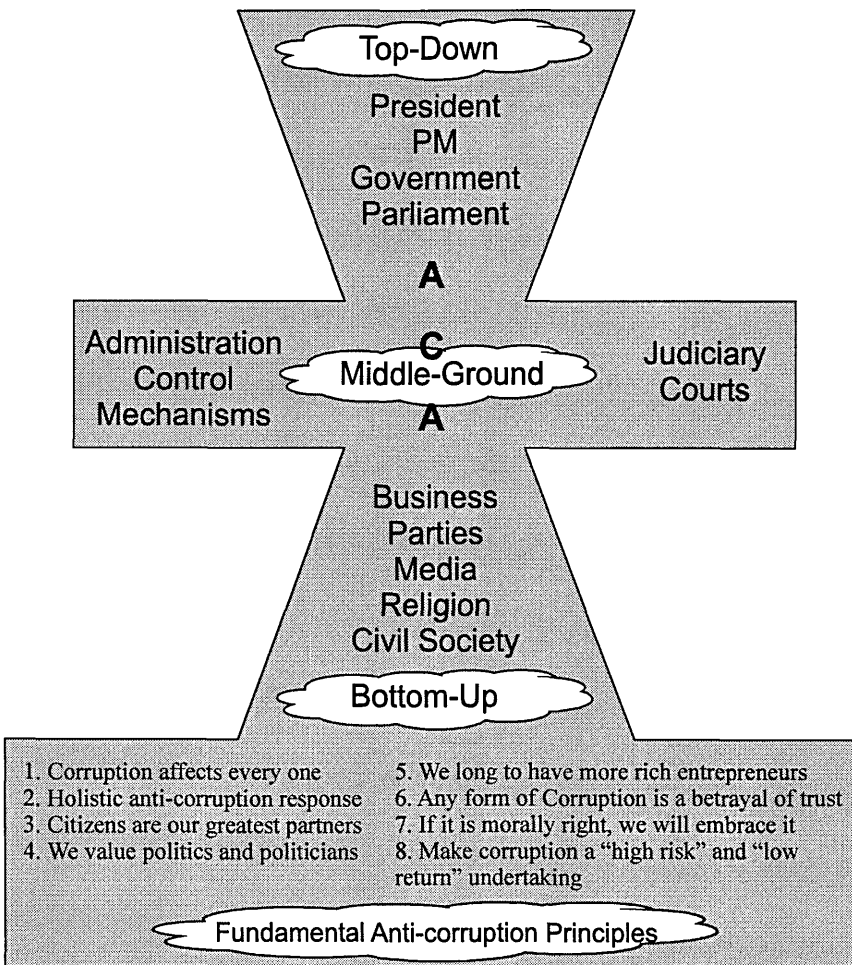 Top-Down
President
PM
Government
Parliament
A
C
Administration
Control
Mechanisms
Middle-Ground
Judiciary
Courts
A
Business
Parties
Media
Religion
Civil Society
Bottom-Up
1. Corruption affects every one
2. Holistic anti-corruption response
3. Citizens are our greatest partners
4. We value politics and politicians
5. We long to have more rich entrepreneurs
6. Any form of Corruption is a betrayal of trust
7. If it is morally right, we will embrace it
8. Make corruption a “high risk” and “low
return” undertaking
Fundamental Anti-corruption Principles